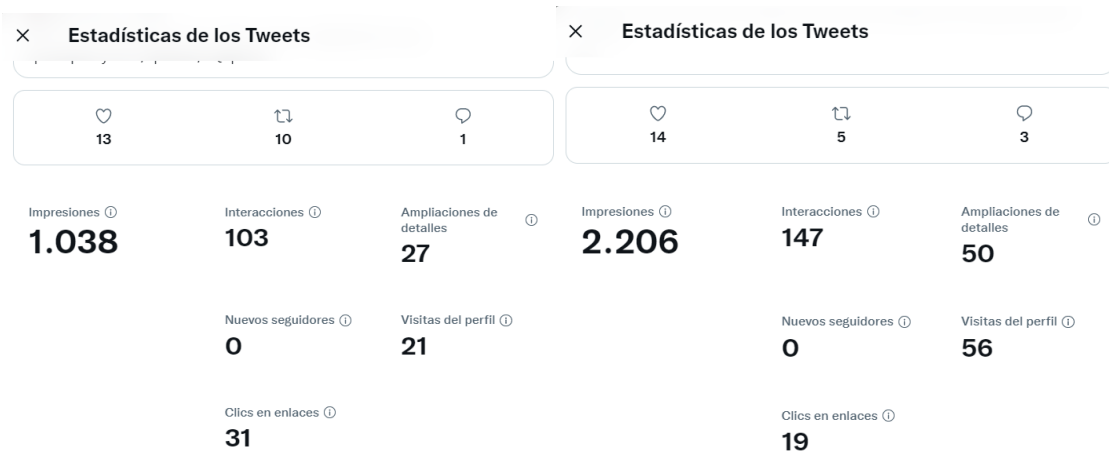 Estadísticas de los Tweets
13 10 1
Impresiones Interacciones Ampliaciones de detalles
1.038 103 27
Nuevos seguidores Visitas del perfil
0 21
Clics en enlaces
31
Estadísticas de los Tweets
14 5 3
Impresiones Interacciones Ampliaciones de detalles
2.206 147 50
Nuevos seguidores Visitas del perfil
0 56
Clics en enlaces
19